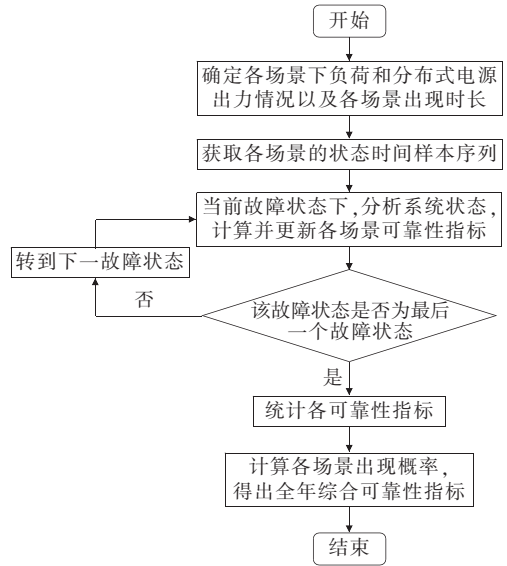 开始
确定各场景下负荷和分布式电源
出力情况以及各场景出现时长
获取各场景的状态时间样本序列
当前故障状态下,分析系统状态,
计算并更新各场景可靠性指标
转到下一故障状态
否
该故障状态是否为最后
一个故障状态
是
统计各可靠性指标
计算各场景出现概率,
得出全年综合可靠性指标
结束